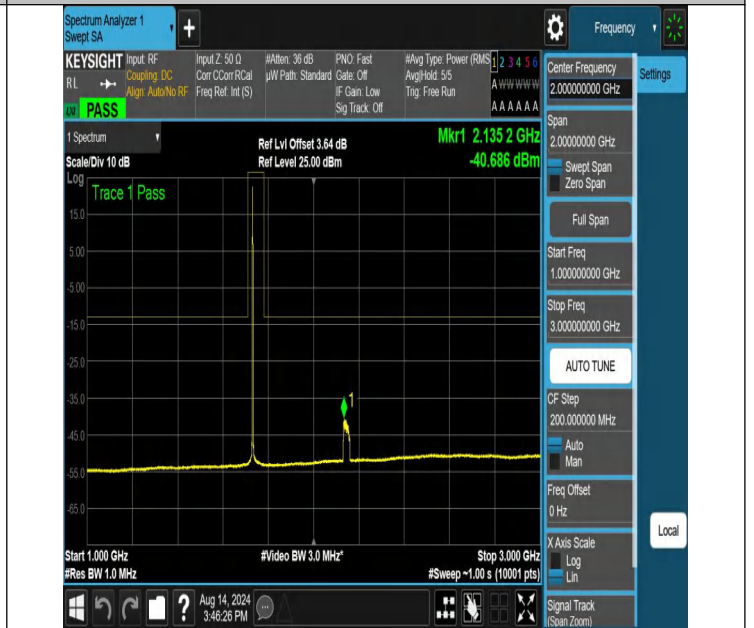 Spectrum Analyzer 1
Swept SA
+
Frequency
KEYSIGHT
RL
PASS
Input: RF
Coupling: DC
Align: Auto/No RF
Input Z: 50 Ω
Corr CCorr RCal
Freq Ref: Int (S)
#Atten: 36 dB
µW Path: Standard
PNO: Fast
Gate: Off
IF Gain: Low
Sig Track: Off
#Avg Type: Power (RMS
Avg|Hold: 5/5
Trig: Free Run
1 2 3 4 5 6
A W W W W W
A A A A A A
1 Spectrum
Scale/Div 10 dB
Log
Ref Lvl Offset 3.64 dB
Ref Level 25.00 dBm
Mkr1 2.135 2 GHz
-40.686 dBm
Trace 1 Pass
15.0
5.00
-5.00
-15.0
-25.0
-35.0
-45.0
-55.0
-65.0
1
Start 1.000 GHz
#Res BW 1.0 MHz
#Video BW 3.0 MHz*
Stop 3.000 GHz
#Sweep ~1.00 s (10001 pts)
?
Aug 14, 2024
3:46:26 PM
Center Frequency
2.000000000 GHz
Settings
Span
2.00000000 GHz
Swept Span
Zero Span
Full Span
Start Freq
1.000000000 GHz
Stop Freq
3.000000000 GHz
AUTO TUNE
CF Step
200.000000 MHz
Auto
Man
Freq Offset
0 Hz
X Axis Scale
Log
Lin
Local
Signal Track
(Span Zoom)